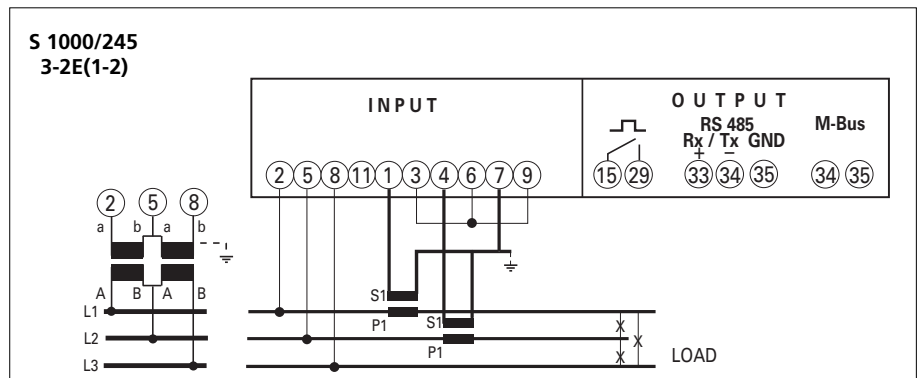 S 1000/245
3-2E(1-2)
INPUT
OUTPUT
RS 485
Rx / Tx GND
+ −
M-Bus
2 5 8 11 1 3 4 6 7 9
15 29 33 34 35 34 35
2 5 8
a b a b
A B A B
L1
L2
L3
S1
P1
S1
P1
X
X
X
LOAD